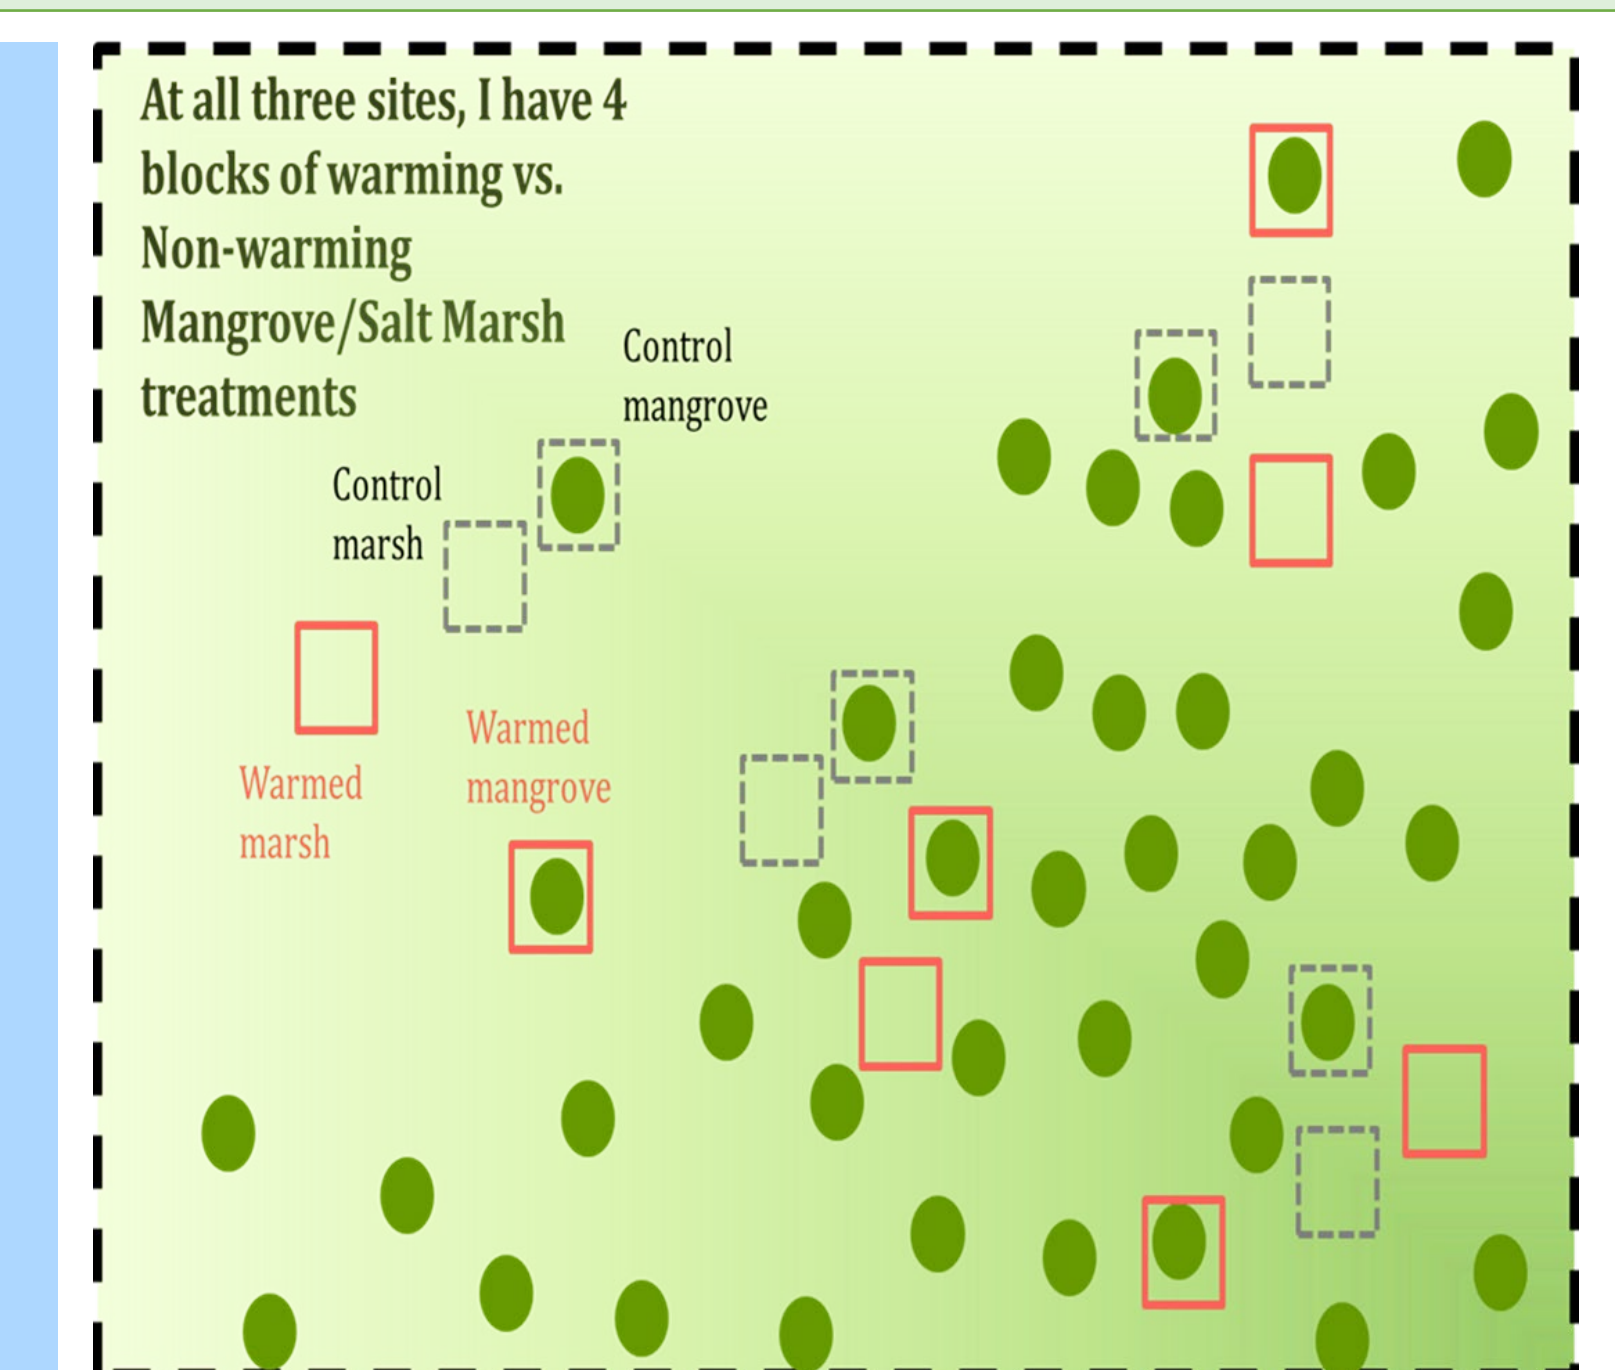 At all three sites, I have 4
blocks of warming vs.
Non-warming
Mangrove/Salt Marsh
treatments
Control
mangrove
Control
marsh
Warmed
mangrove
Warmed
marsh